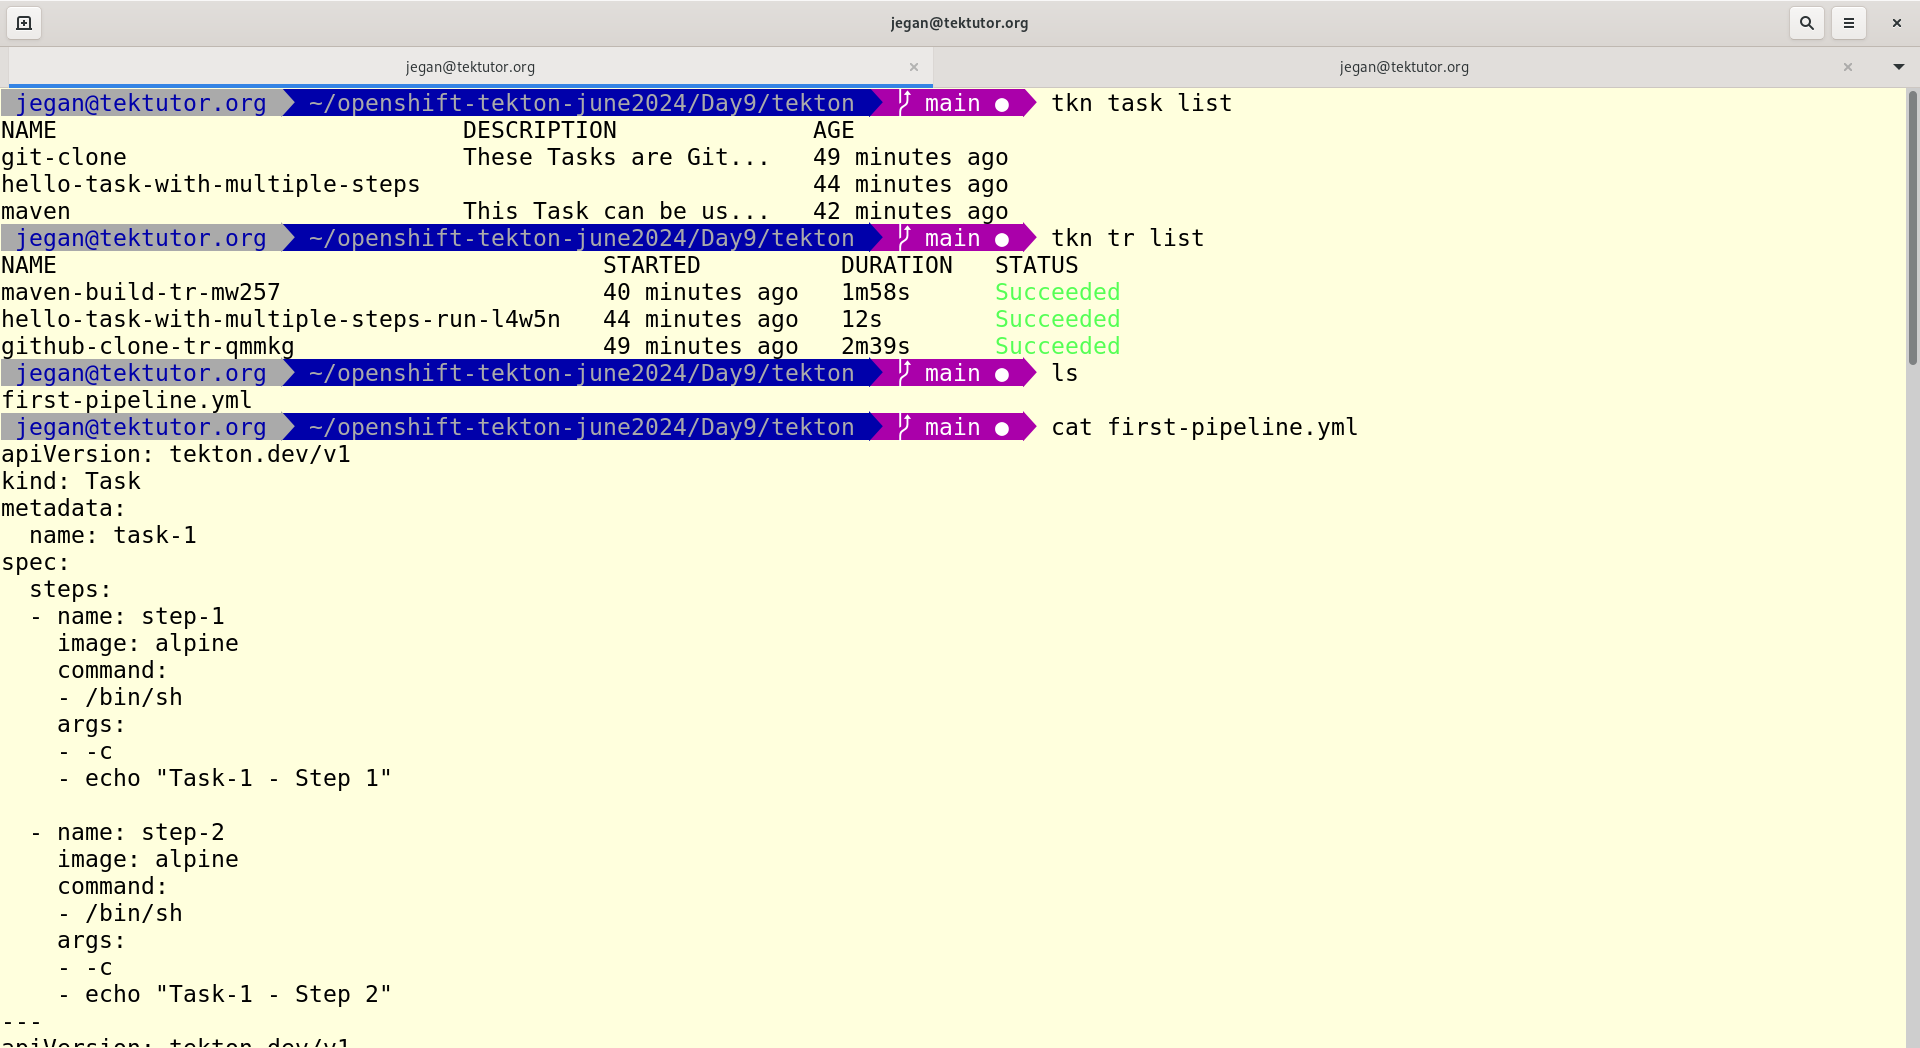 jegan@tektutor.org
jegan@tektutor.org jegan@tektutor.org
jegan@tektutor.org ~/openshift-tekton-june2024/Day9/tekton main ● tkn task list
NAME DESCRIPTION AGE
git-clone These Tasks are Git... 49 minutes ago
hello-task-with-multiple-steps 44 minutes ago
maven This Task can be us... 42 minutes ago
jegan@tektutor.org ~/openshift-tekton-june2024/Day9/tekton main ● tkn tr list
NAME STARTED DURATION STATUS
maven-build-tr-mw257 40 minutes ago 1m58s Succeeded
hello-task-with-multiple-steps-run-l4w5n 44 minutes ago 12s Succeeded
github-clone-tr-qmmkg 49 minutes ago 2m39s Succeeded
jegan@tektutor.org ~/openshift-tekton-june2024/Day9/tekton main ● ls
first-pipeline.yml
jegan@tektutor.org ~/openshift-tekton-june2024/Day9/tekton main ● cat first-pipeline.yml
apiVersion: tekton.dev/v1
kind: Task
metadata:
  name: task-1
spec:
  steps:
  - name: step-1
    image: alpine
    command:
    - /bin/sh
    args:
    - -c
    - echo "Task-1 - Step 1"

  - name: step-2
    image: alpine
    command:
    - /bin/sh
    args:
    - -c
    - echo "Task-1 - Step 2"
---
apiVersion: tekton.dev/v1